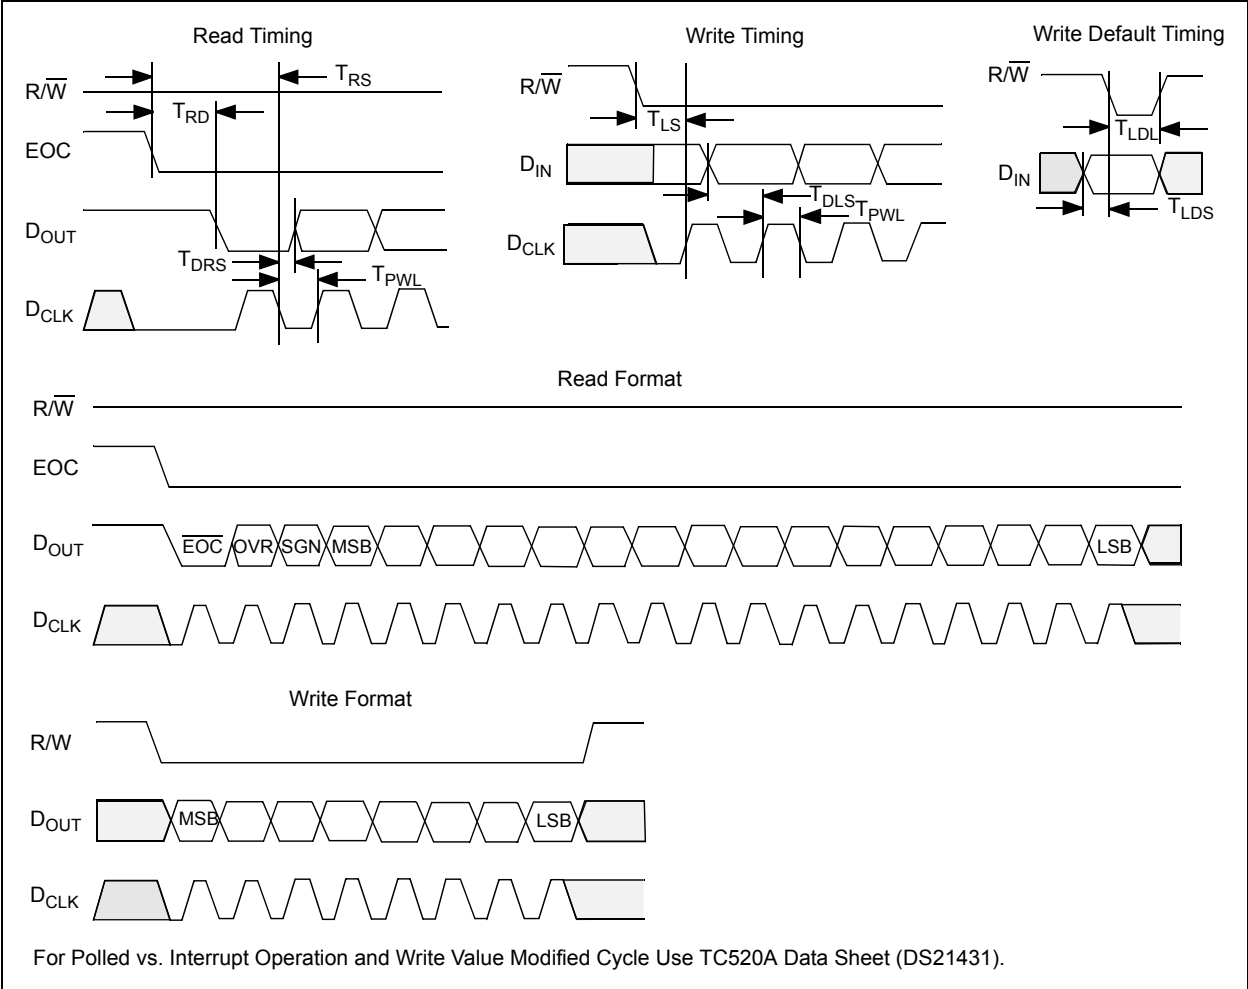 Read Timing
R/W̅
T_RS
T_RD
EOC
D_OUT
T_DRS
T_PWL
D_CLK
Write Timing
R/W̅
T_LS
D_IN
T_DLS
T_PWL
D_CLK
Write Default Timing
R/W̅
T_LDL
D_IN
T_LDS
Read Format
R/W̅
EOC
D_OUT E̅O̅C̅ OVR SGN MSB LSB
D_CLK
Write Format
R/W
D_OUT MSB LSB
D_CLK
For Polled vs. Interrupt Operation and Write Value Modified Cycle Use TC520A Data Sheet (DS21431).